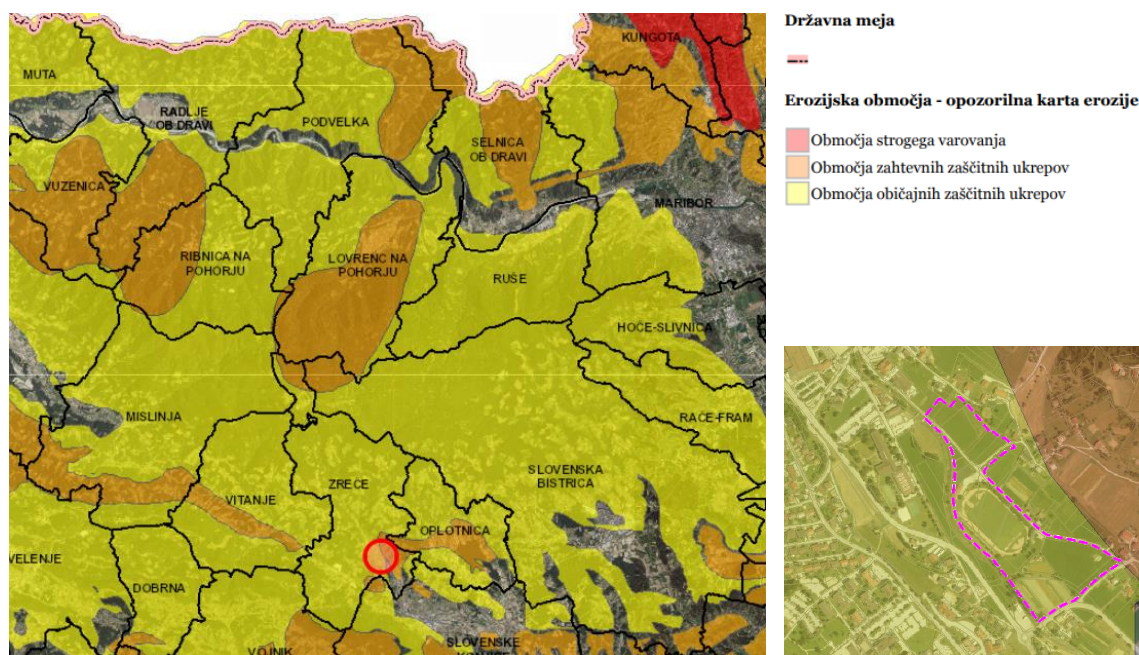 Državna meja
Erozijska območja - opozorilna karta erozije
Območja strogega varovanja
Območja zahtevnih zaščitnih ukrepov
Območja običajnih zaščitnih ukrepov
KUNGOTA
MUTA
RADLJE
OB DRAVI
PODVELKA
SELNICA
OB DRAVI
VUZENICA
MARIBOR
RIBNICA NA
POHORJU
LOVRENC NA
POHORJU
RUŠE
HOČE-SLIVNICA
MISLINJA
RAČE-FRAM
SLOVENSKA
BISTRICA
ZREČE
VITANJE
OPLOTNICA
VELENJE
DOBRNA
SLOVENSKE
VOJNIK